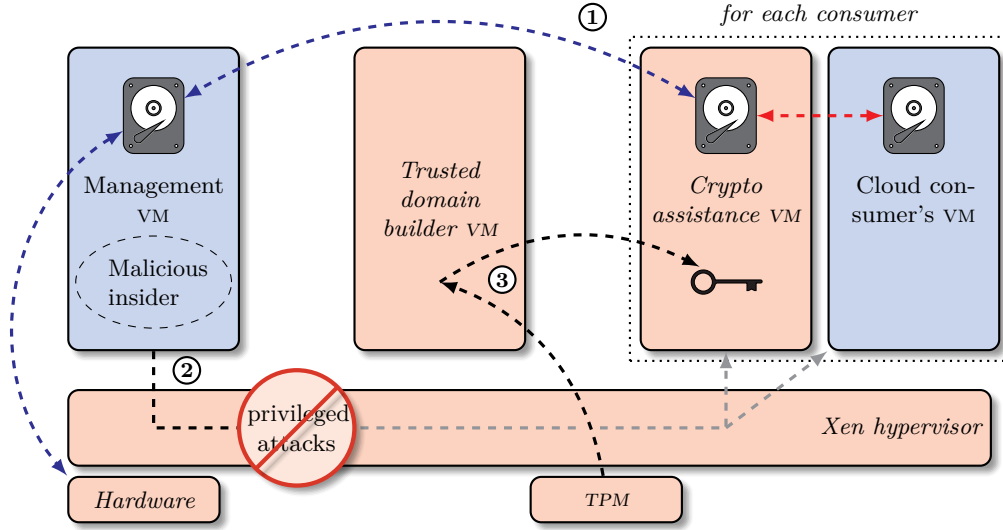 ①
for each consumer
Management
VM
Malicious
insider
Trusted
domain
builder VM
Crypto
assistance VM
Cloud con-
sumer's VM
③
②
privileged
attacks
Xen hypervisor
Hardware
TPM